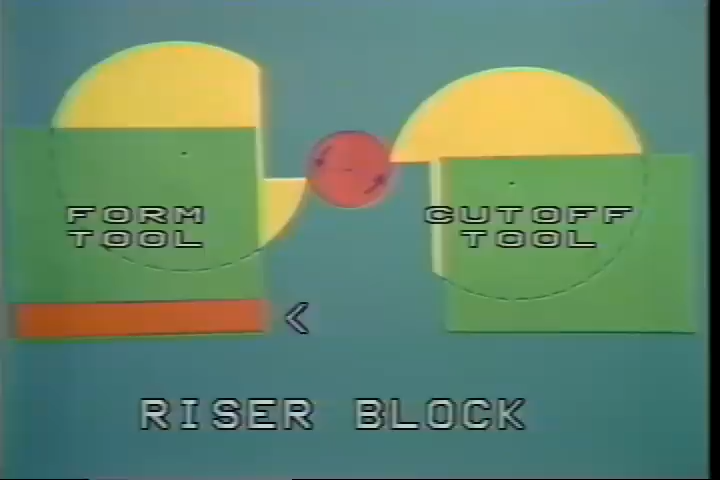 FORM
TOOL
CUTOFF
TOOL
<
RISER BLOCK